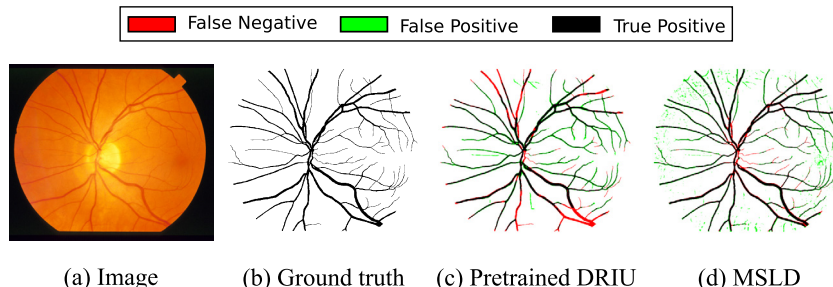 False Negative False Positive True Positive
(a) Image (b) Ground truth (c) Pretrained DRIU (d) MSLD